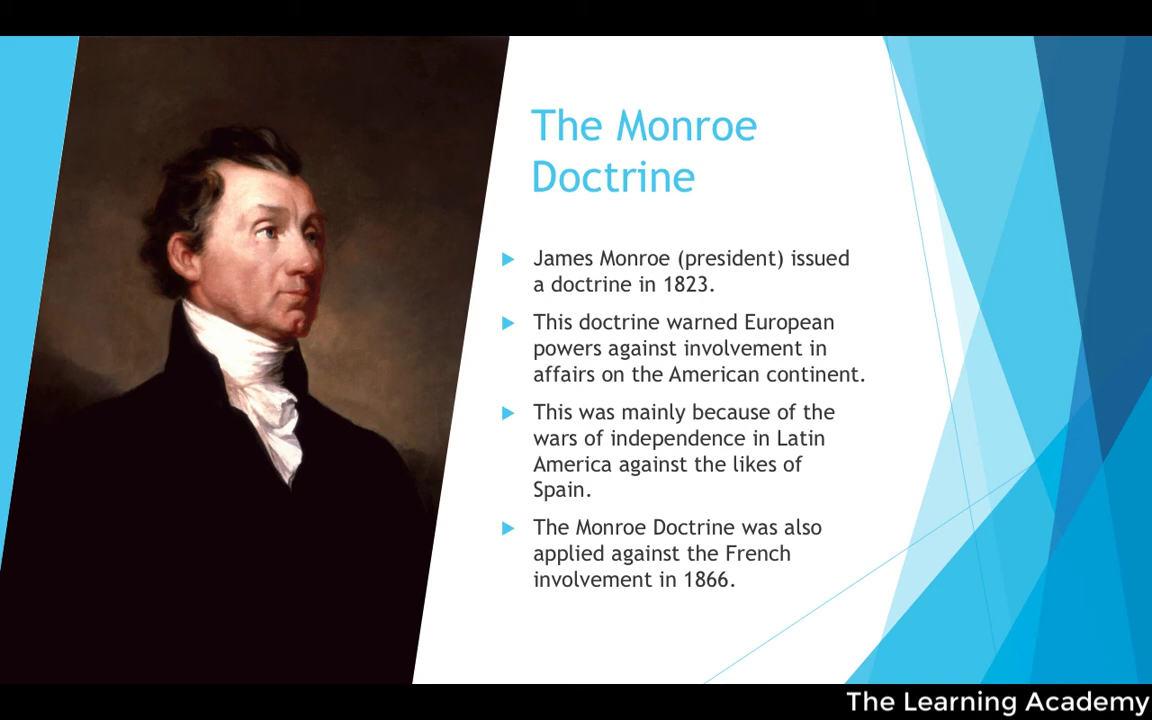 The Monroe
Doctrine
James Monroe (president) issued
a doctrine in 1823.
This doctrine warned European
powers against involvement in
affairs on the American continent.
This was mainly because of the
wars of independence in Latin
America against the likes of
Spain.
The Monroe Doctrine was also
applied against the French
involvement in 1866.
The Learning Academy